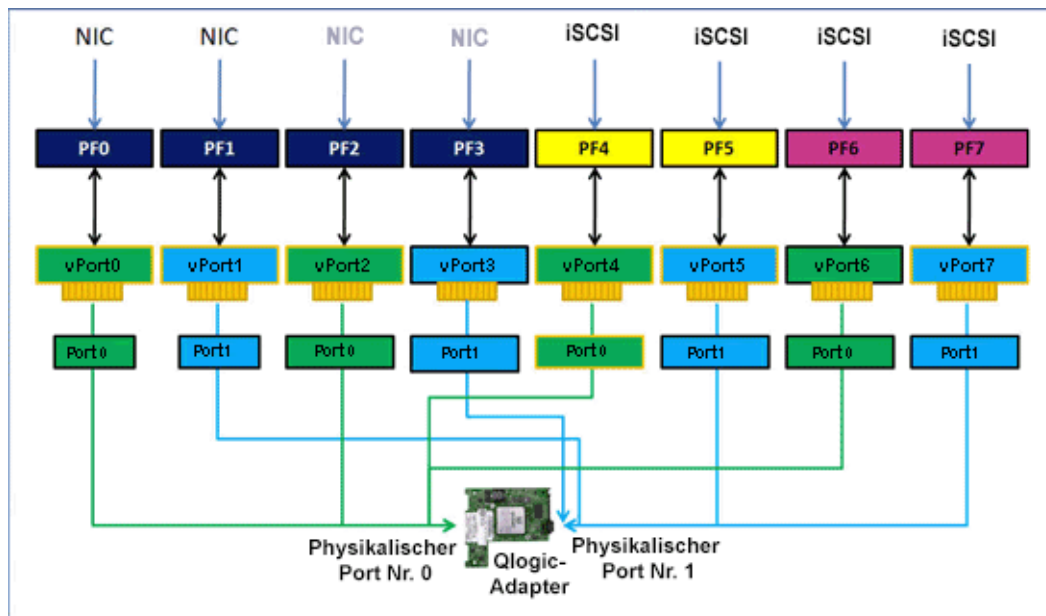 NIC NIC NIC NIC iSCSI iSCSI iSCSI iSCSI
PF0 PF1 PF2 PF3 PF4 PF5 PF6 PF7
vPort0 vPort1 vPort2 vPort3 vPort4 vPort5 vPort6 vPort7
Port0 Port1 Port0 Port1 Port0 Port1 Port0 Port1
Physikalischer
Port Nr. 0
Qlogic-
Adapter
Physikalischer
Port Nr. 1